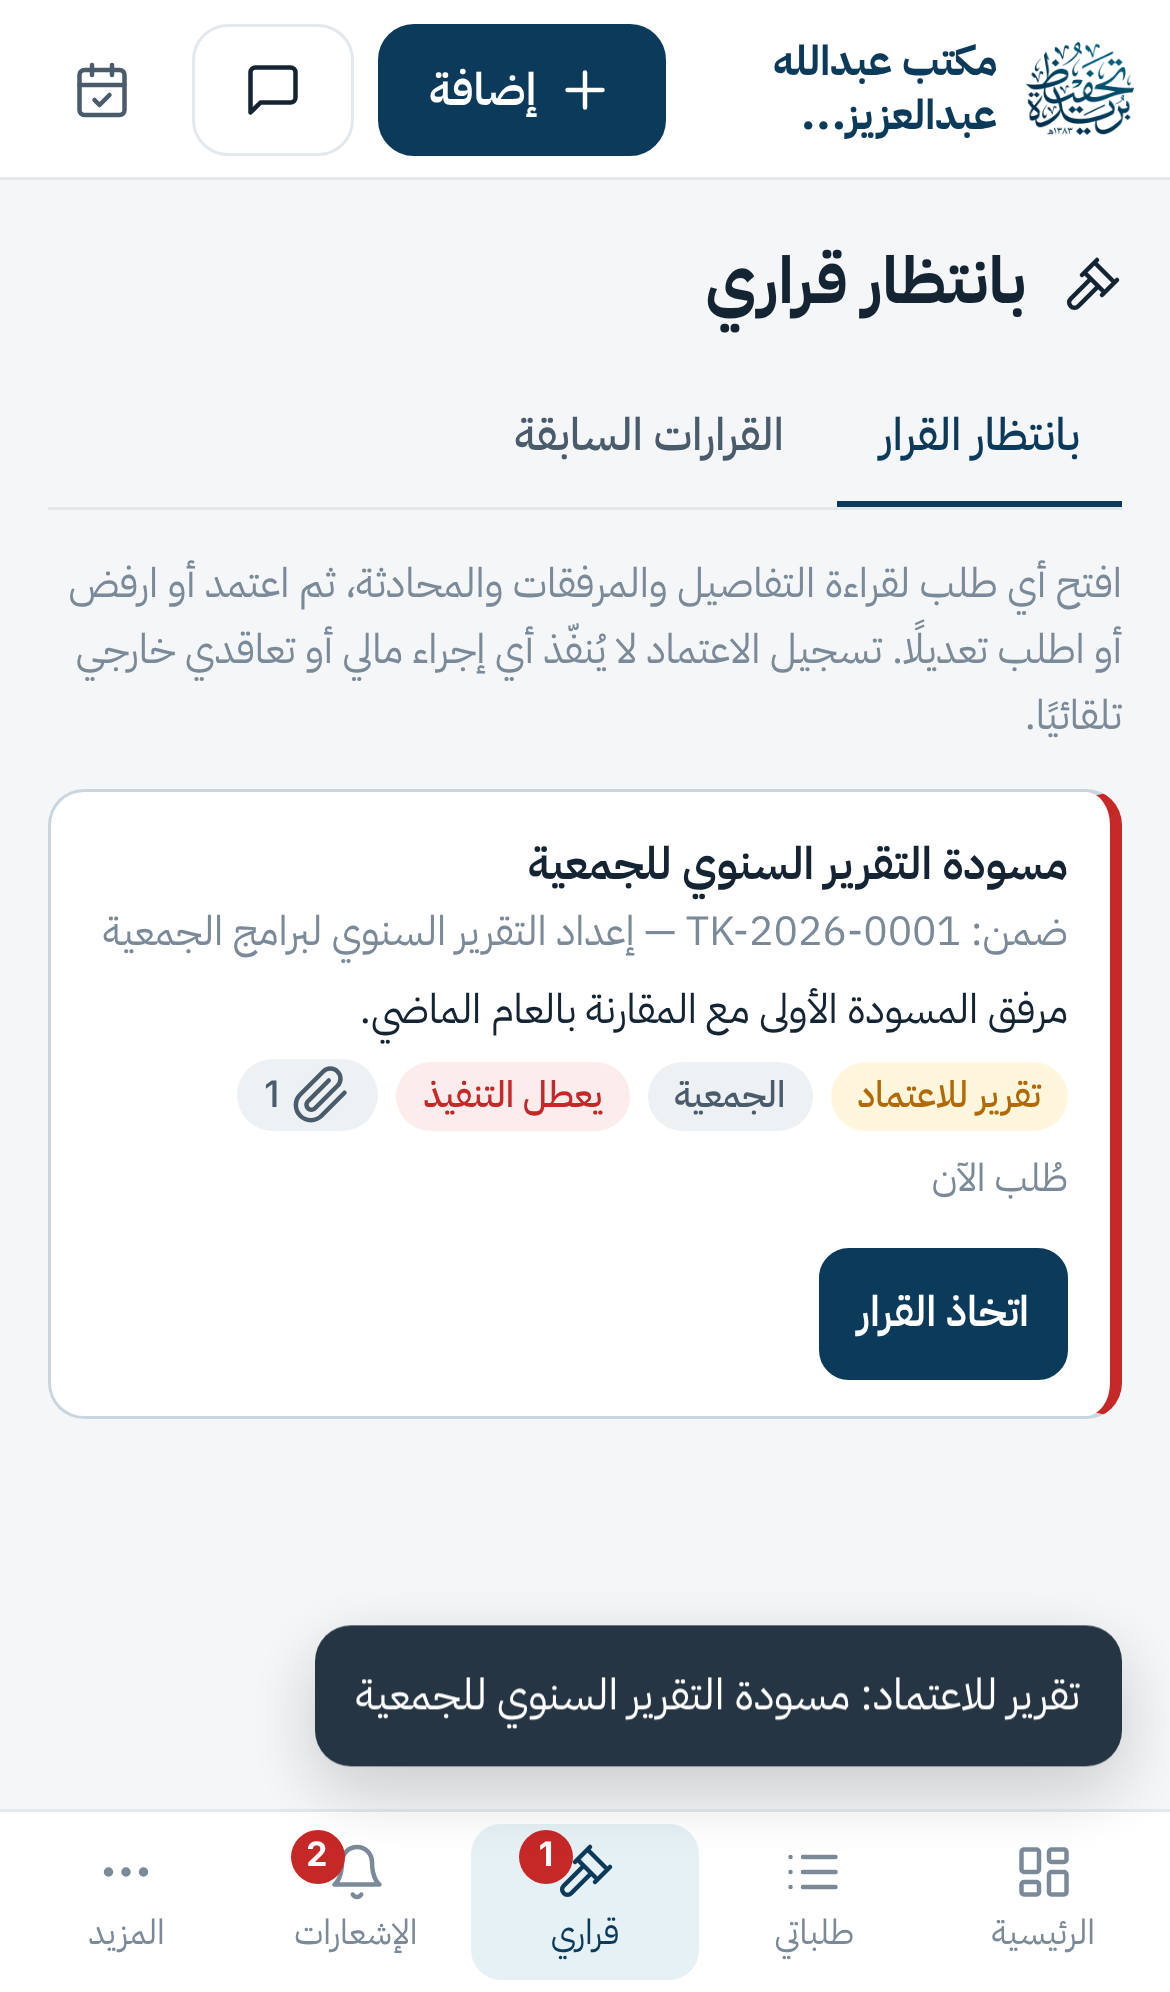 تحفيظ
بريدة
١٣٨٣هـ
مكتب عبدالله
عبدالعزيز...
إضافة
بانتظار قراري
بانتظار القرار
القرارات السابقة
افتح أي طلب لقراءة التفاصيل والمرفقات والمحادثة، ثم اعتمد أو ارفض
أو اطلب تعديلًا. تسجيل الاعتماد لا يُنفّذ أي إجراء مالي أو تعاقدي خارجي
تلقائيًا.
مسودة التقرير السنوي للجمعية
ضمن: TK-2026-0001 — إعداد التقرير السنوي لبرامج الجمعية
مرفق المسودة الأولى مع المقارنة بالعام الماضي.
تقرير للاعتماد
الجمعية
يعطل التنفيذ
1
طُلب الآن
اتخاذ القرار
تقرير للاعتماد: مسودة التقرير السنوي للجمعية
الرئيسية
طلباتي
1
قراري
2
الإشعارات
المزيد